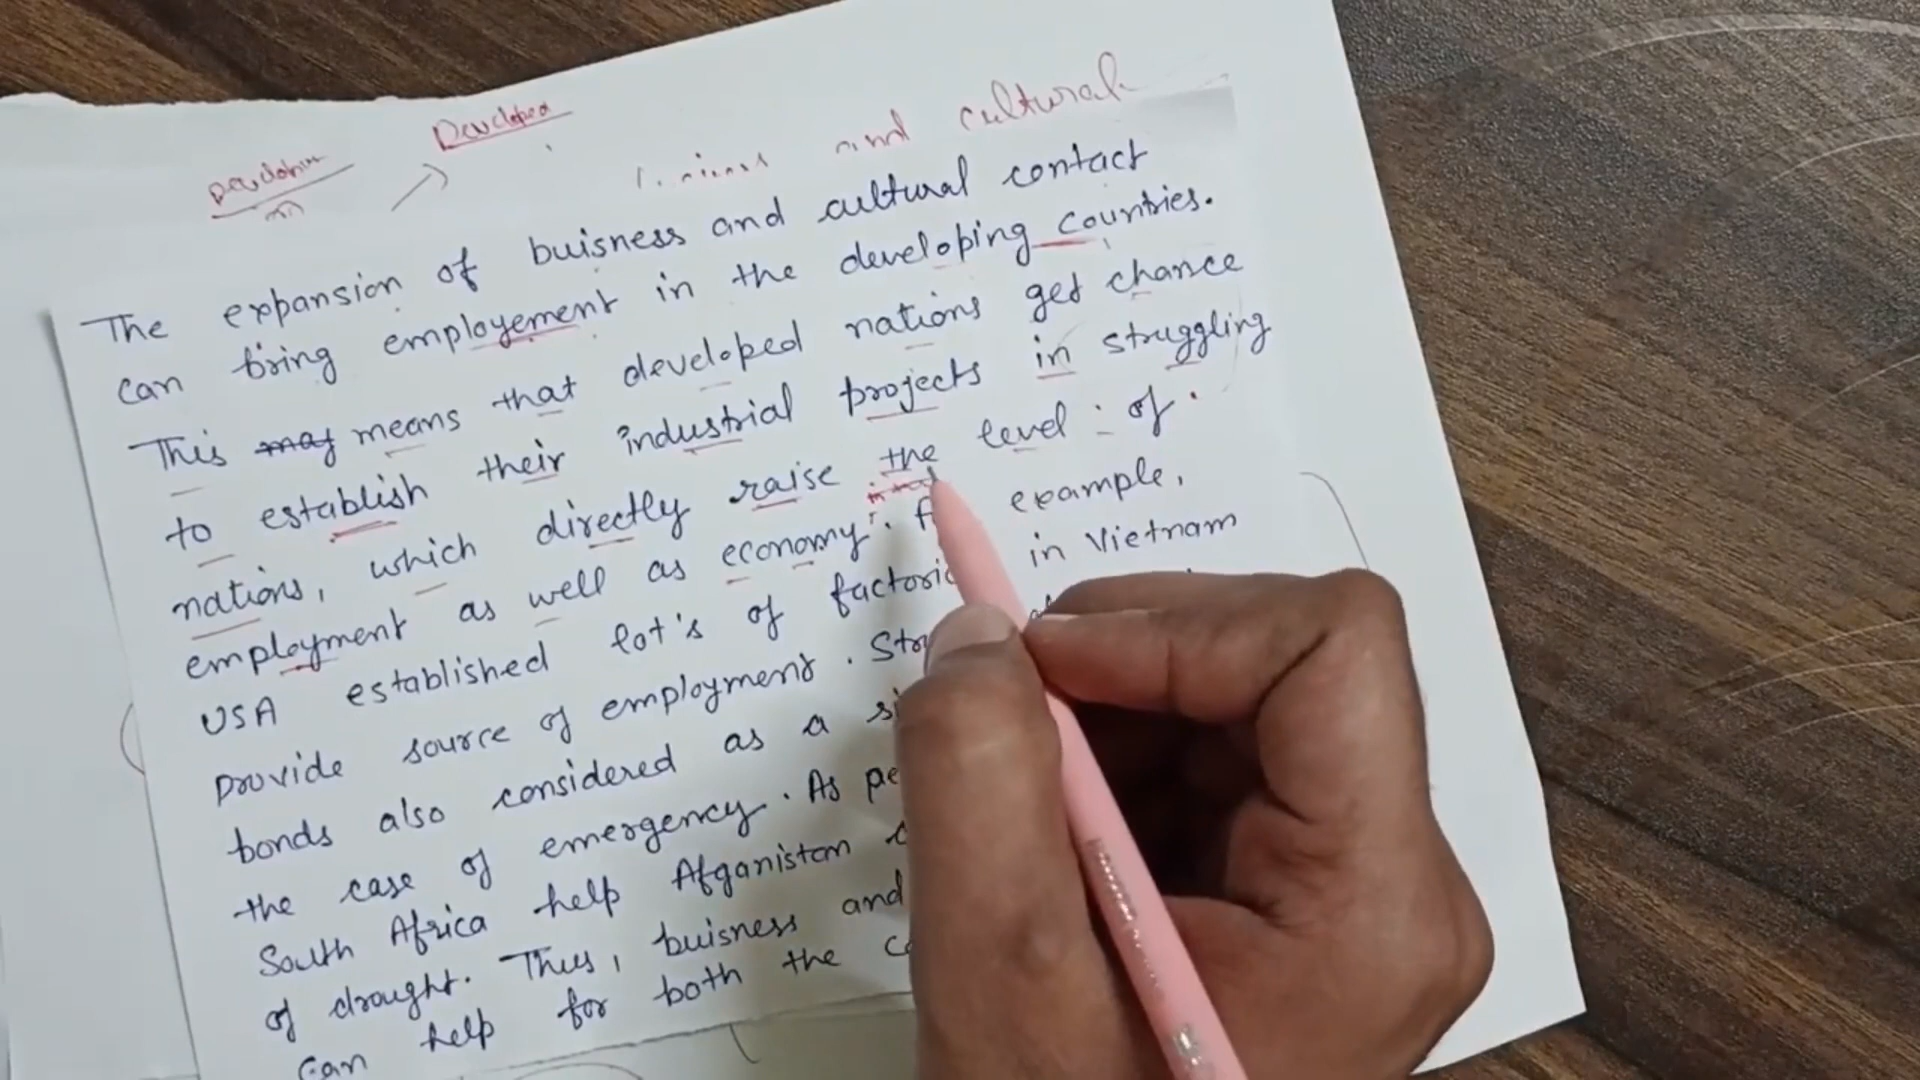 Developed
and cultural
The expansion of buisness and cultural contact
can bring employement in the developing countries.
This may means that developed nations get chance
to establish their industrial projects in struggling
nations, which directly raise the level of
employment as well as economy. example,
USA established lot's of in Vietnam
provide source of employment.
bonds also considered as a
the case of emergency. As
South Africa help Afganistan
of drought. Thus, buisness and
can help for both the